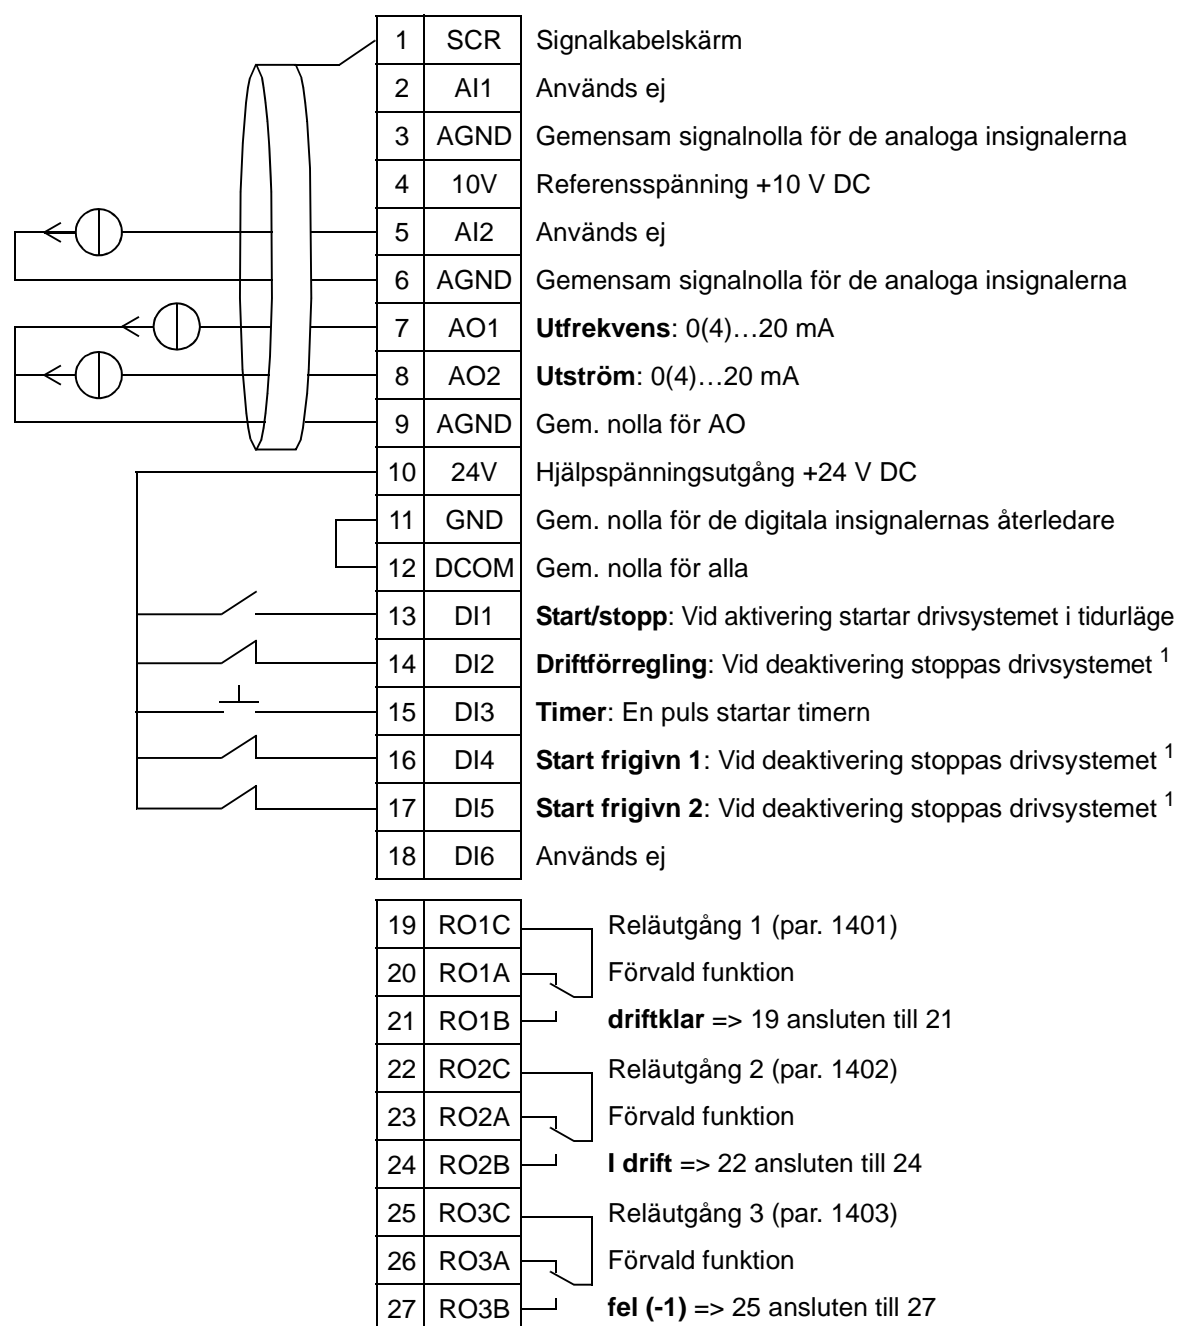 1 SCR Signalkabelskärm
2 AI1 Används ej
3 AGND Gemensam signalnolla för de analoga insignalerna
4 10V Referensspänning +10 V DC
5 AI2 Används ej
6 AGND Gemensam signalnolla för de analoga insignalerna
7 AO1 Utfrekvens: 0(4)…20 mA
8 AO2 Utström: 0(4)…20 mA
9 AGND Gem. nolla för AO
10 24V Hjälpspänningsutgång +24 V DC
11 GND Gem. nolla för de digitala insignalernas återledare
12 DCOM Gem. nolla för alla
13 DI1 Start/stopp: Vid aktivering startar drivsystemet i tidurläge
14 DI2 Driftförregling: Vid deaktivering stoppas drivsystemet 1
15 DI3 Timer: En puls startar timern
16 DI4 Start frigivn 1: Vid deaktivering stoppas drivsystemet 1
17 DI5 Start frigivn 2: Vid deaktivering stoppas drivsystemet 1
18 DI6 Används ej
19 RO1C Reläutgång 1 (par. 1401)
20 RO1A Förvald funktion
21 RO1B driftklar => 19 ansluten till 21
22 RO2C Reläutgång 2 (par. 1402)
23 RO2A Förvald funktion
24 RO2B I drift => 22 ansluten till 24
25 RO3C Reläutgång 3 (par. 1403)
26 RO3A Förvald funktion
27 RO3B fel (-1) => 25 ansluten till 27